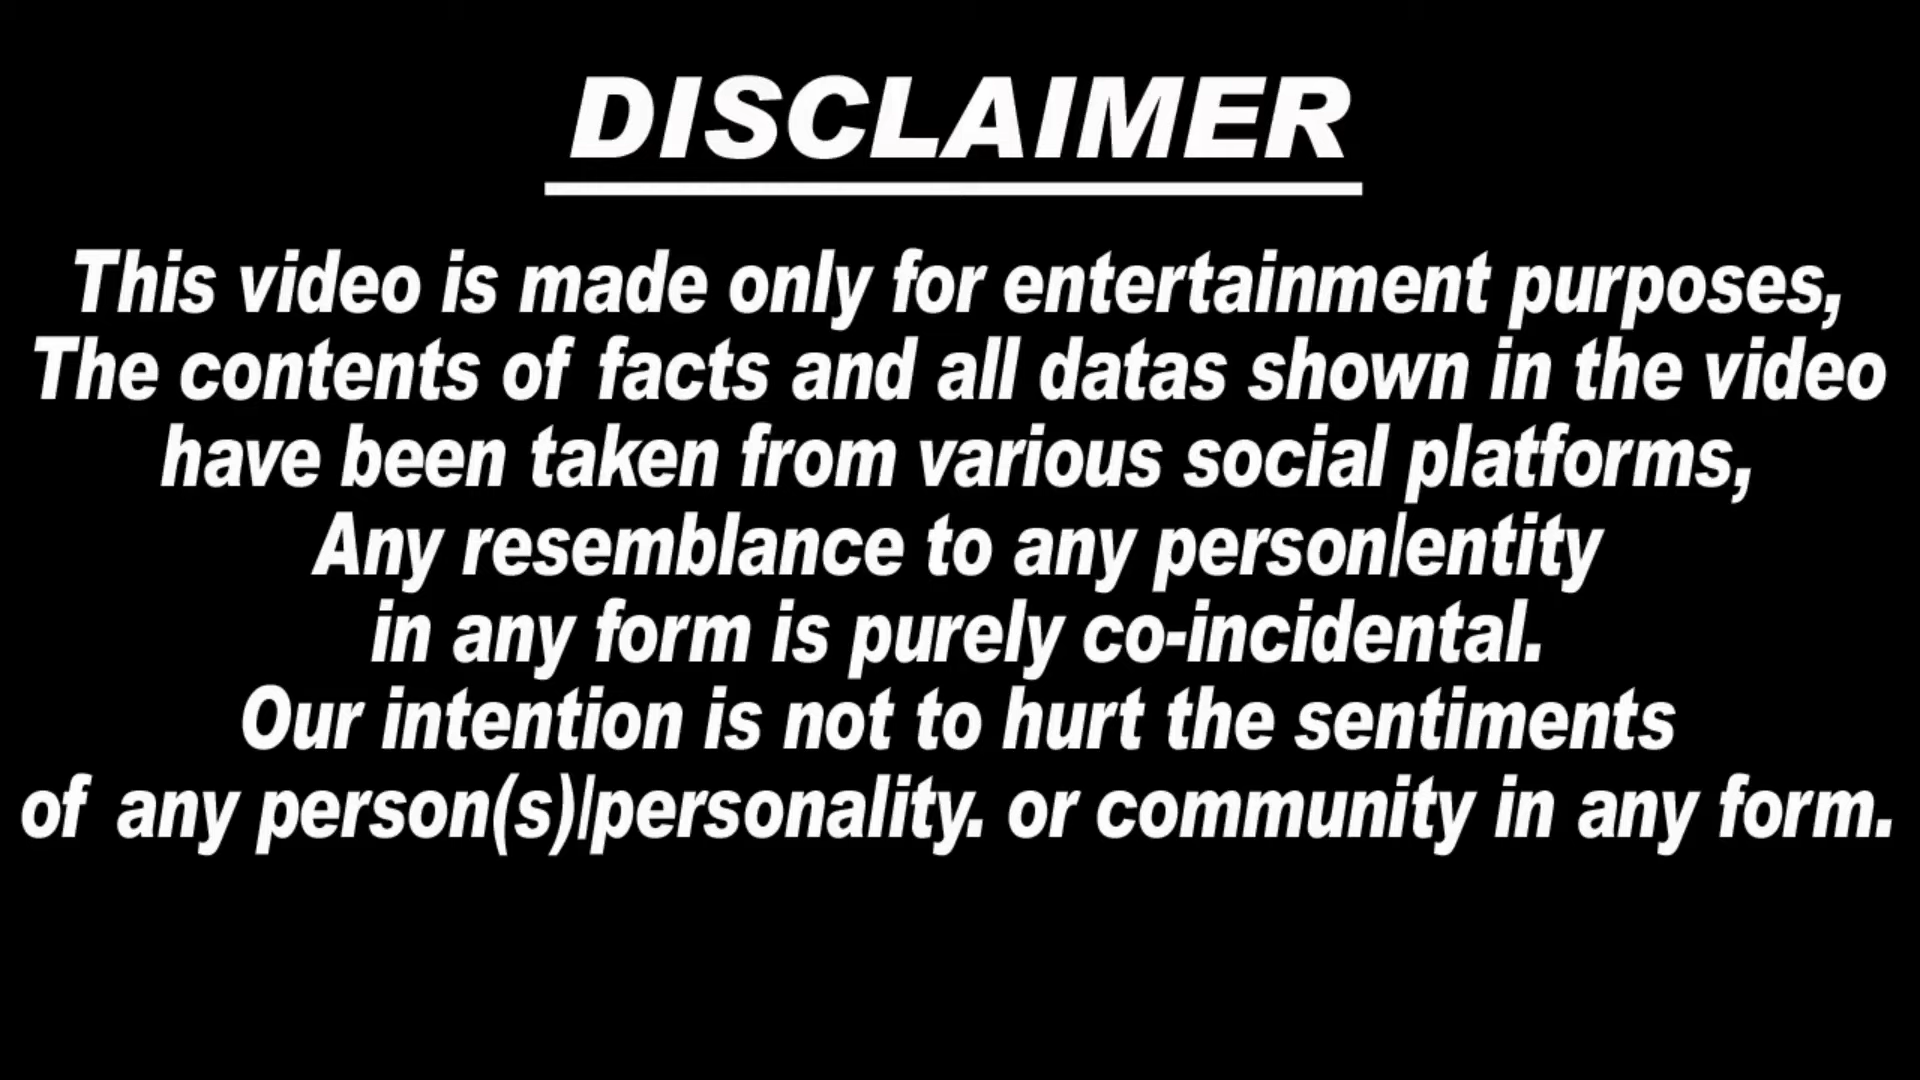 DISCLAIMER
This video is made only for entertainment purposes,
The contents of facts and all datas shown in the video
have been taken from various social platforms,
Any resemblance to any person/entity
in any form is purely co-incidental.
Our intention is not to hurt the sentiments
of any person(s)/personality. or community in any form.